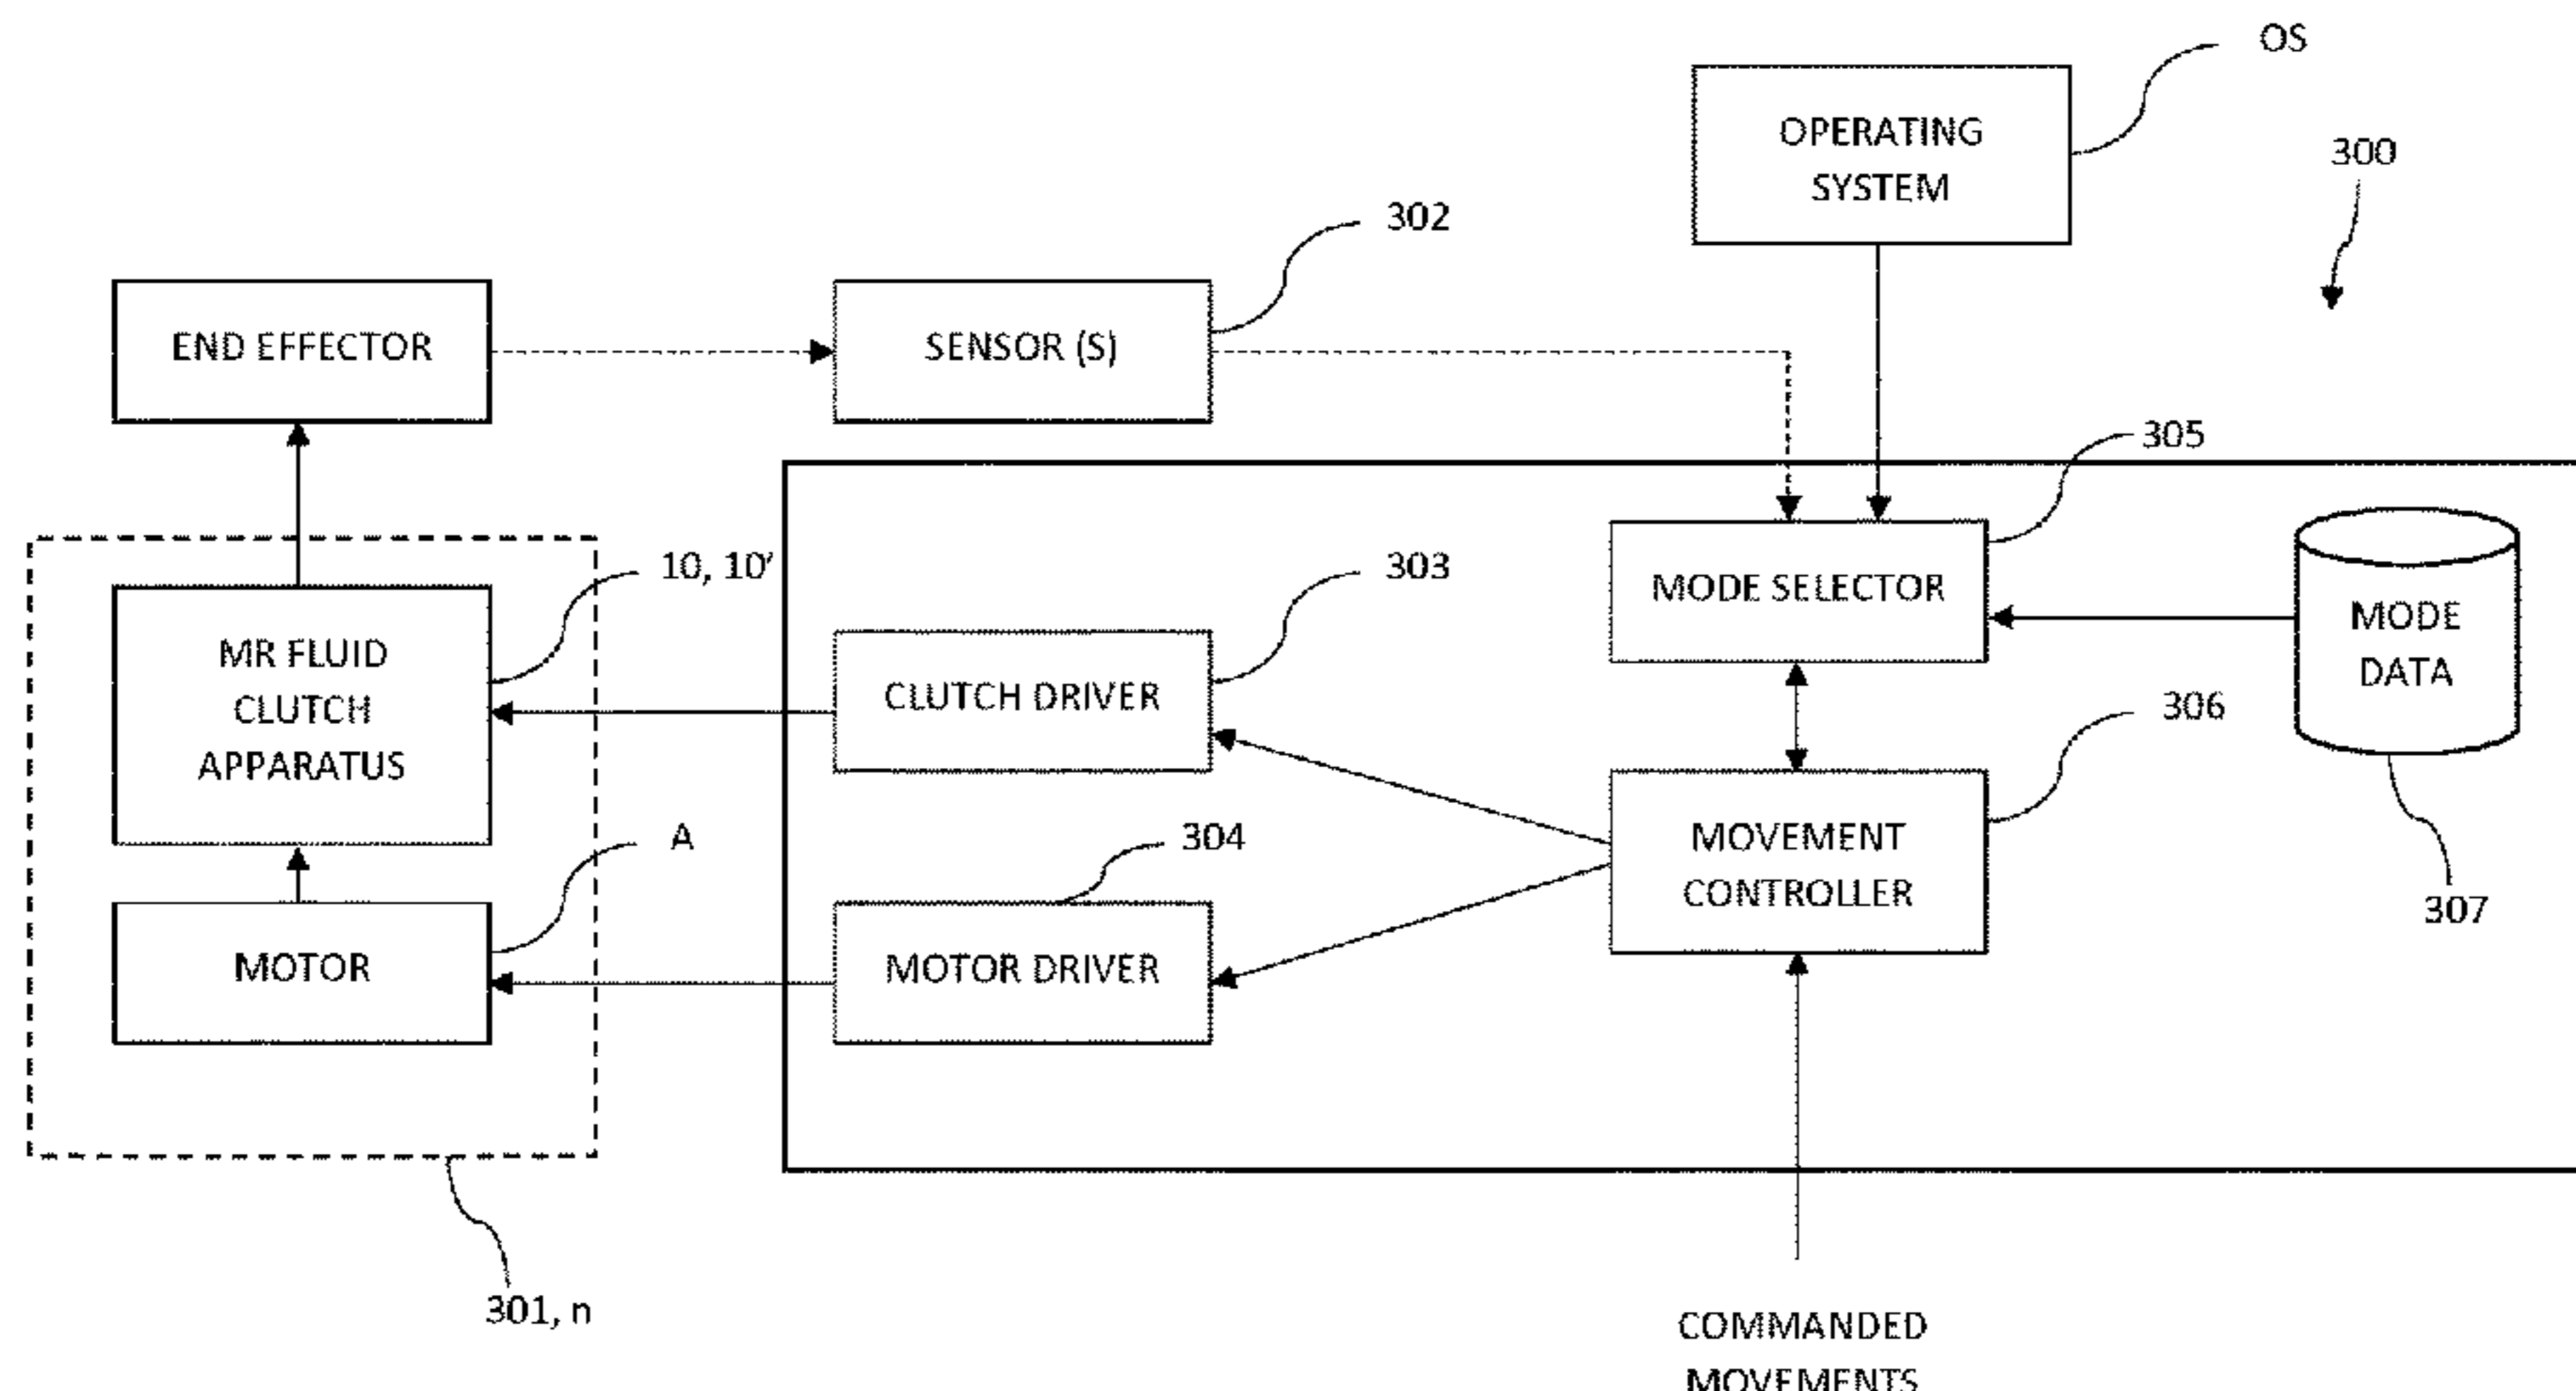 OS
OPERATING
SYSTEM
300
302
END EFFECTOR
SENSOR (S)
305
10, 10'
303
MODE SELECTOR
MODE
DATA
MR FLUID
CLUTCH
APPARATUS
CLUTCH DRIVER
306
A
304
MOVEMENT
CONTROLLER
307
MOTOR
MOTOR DRIVER
301, n
COMMANDED
MOVEMENTS